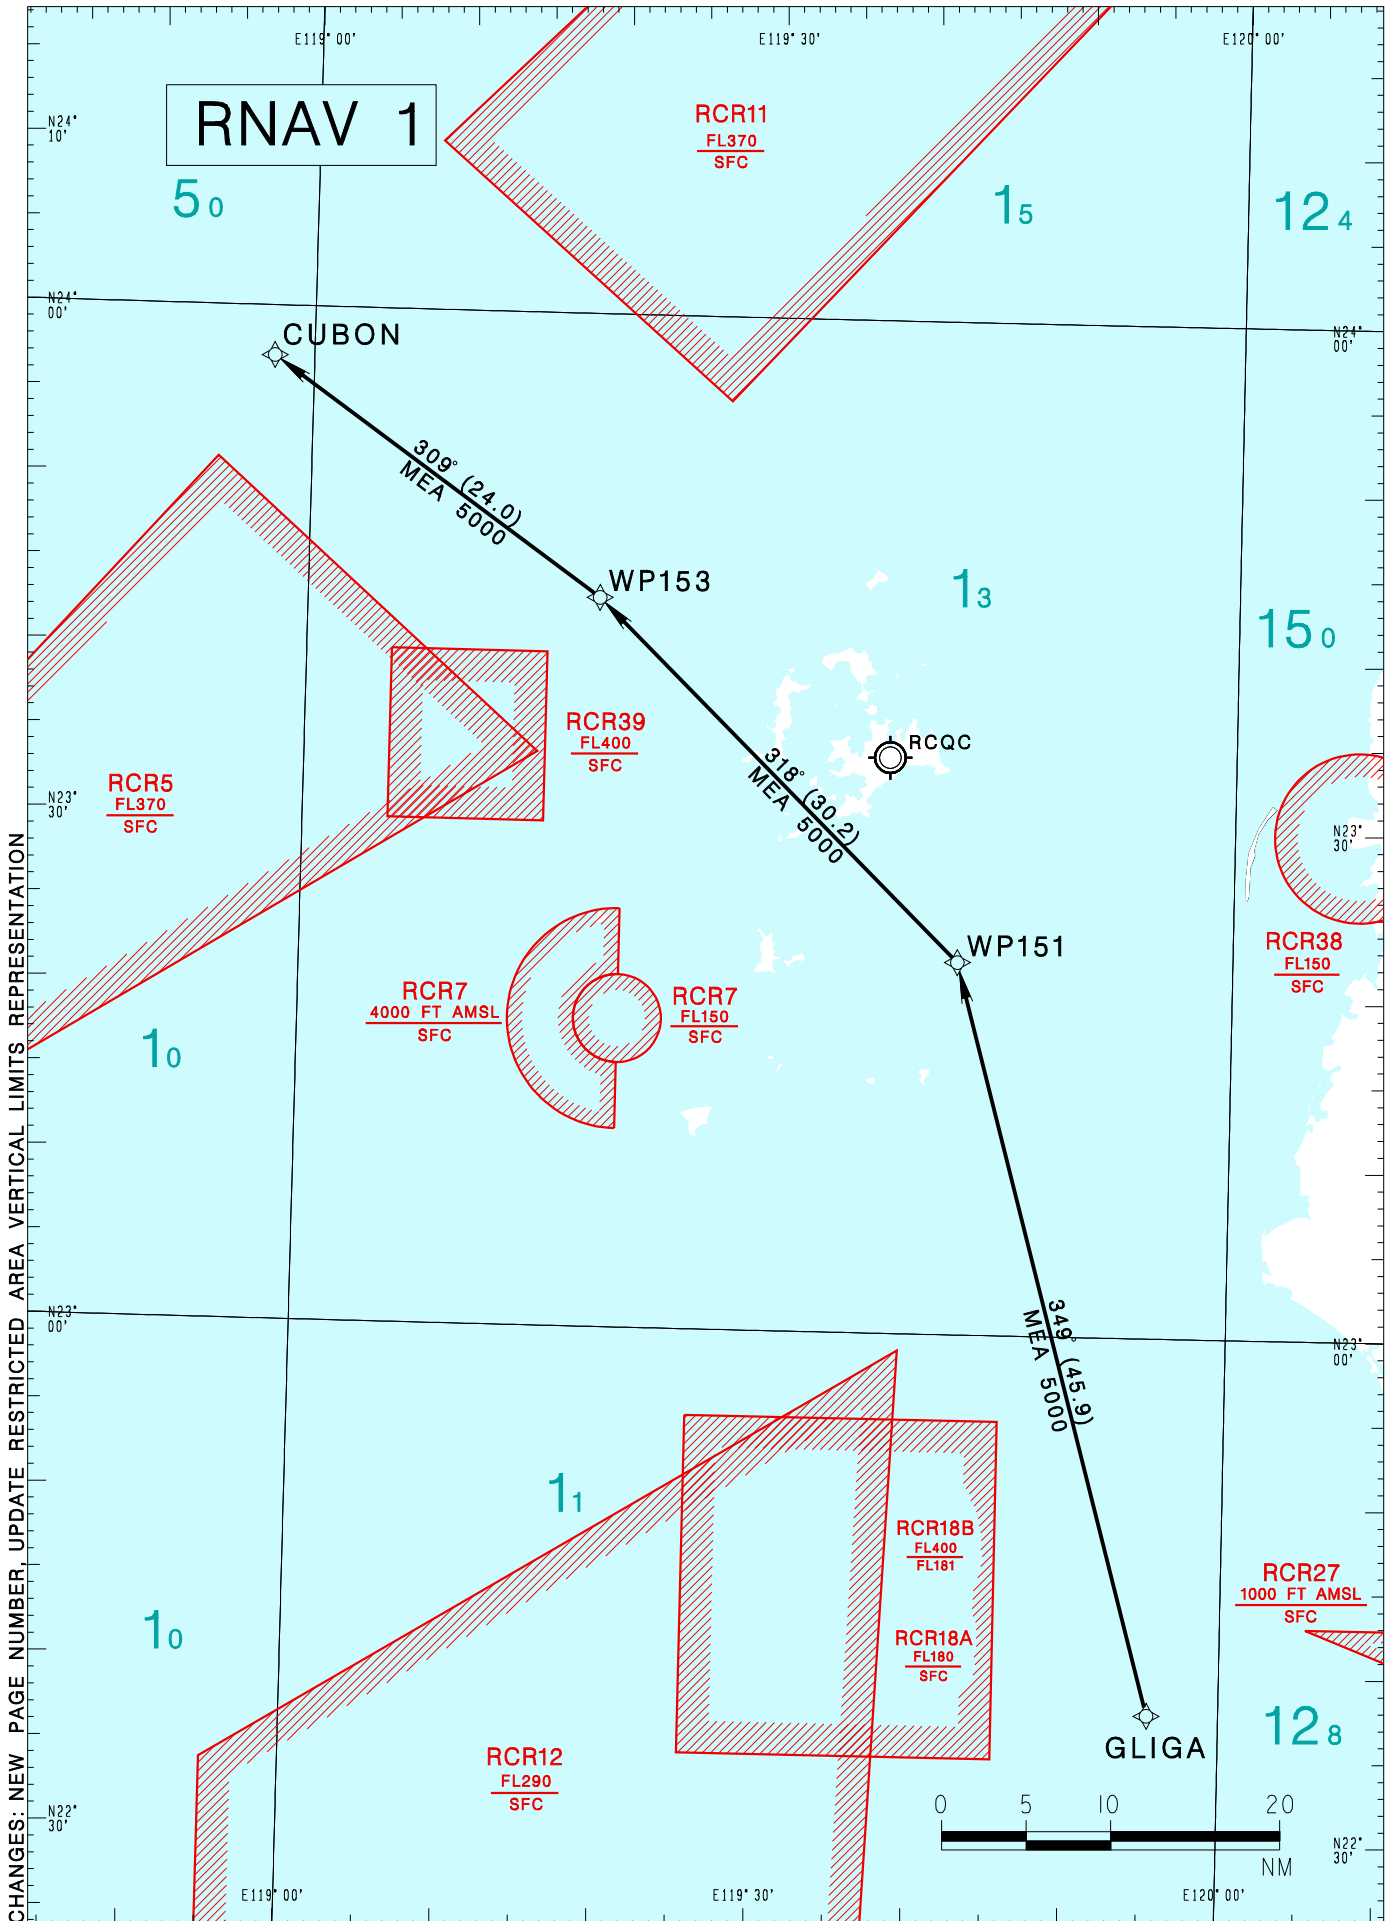 E119° 00'
E119° 30'
E120° 00'
RNAV 1
N24°
10'
RCR11
FL370
SFC
5 0
1 5
12 4
N24°
00'
N24°
00'
CUBON
309° (24.0)
MEA 5000
WP153
1 3
15 0
RCR39
FL400
SFC
RCQC
318° (30.2)
MEA 5000
RCR5
FL370
SFC
N23°
30'
N23°
30'
WP151
RCR38
FL150
SFC
RCR7
4000 FT AMSL
SFC
RCR7
FL150
SFC
1 0
N23°
00'
N23°
00'
349° (45.9)
MEA 5000
1 1
RCR18B
FL400
FL181
RCR27
1000 FT AMSL
SFC
1 0
RCR18A
FL180
SFC
12 8
GLIGA
RCR12
FL290
SFC
0 5 10 20
NM
N22°
30'
N22°
30'
E119° 00'
E119° 30'
E120° 00'
CHANGES: NEW PAGE NUMBER, UPDATE RESTRICTED AREA VERTICAL LIMITS REPRESENTATION